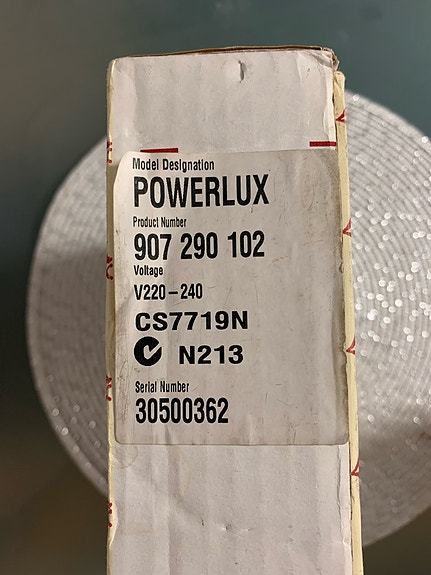 Model Designation
POWERLUX
Product Number
907 290 102
Voltage
V220-240
CS7719N
N213
Serial Number
30500362